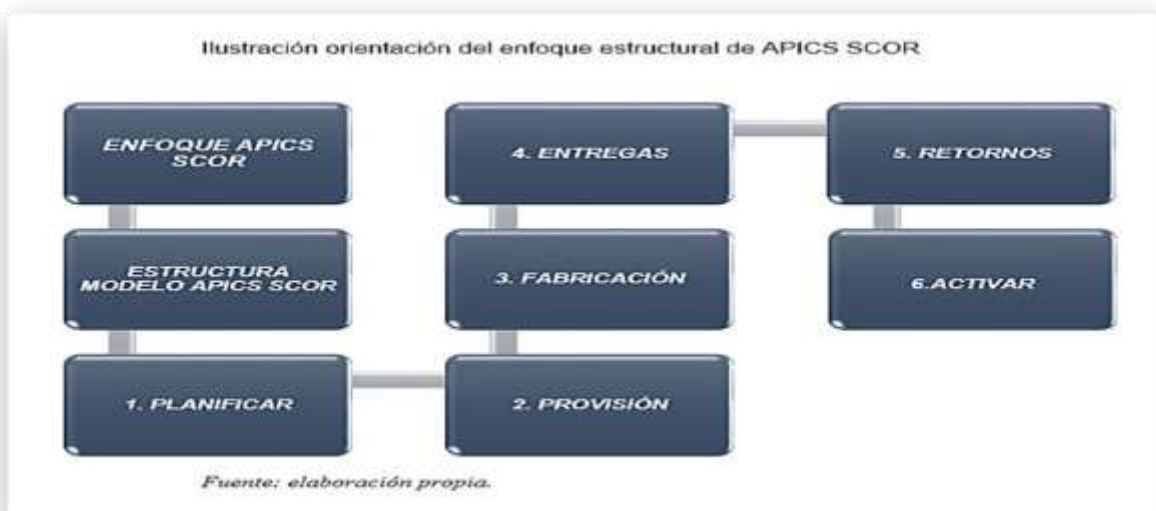 Ilustración orientación del enfoque estructural de APICS SCOR
ENFOQUE APICS
SCOR
ESTRUCTURA
MODELO APICS SCOR
1. PLANIFICAR
2. PROVISIÓN
3. FABRICACIÓN
4. ENTREGAS
5. RETORNOS
6.ACTIVAR
Fuente: elaboración propia.